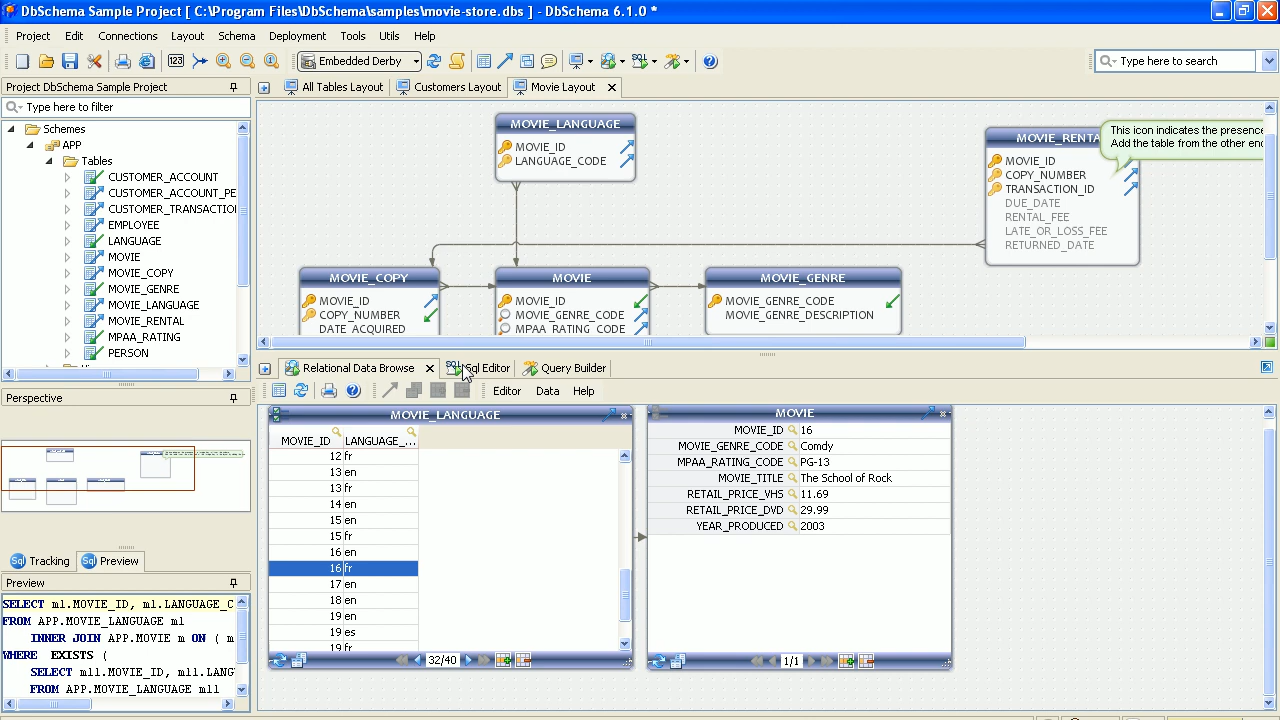 DbSchema Sample Project [ C:\Program Files\DbSchema\samples\movie-store.dbs ] - DbSchema 6.1.0 *
Project Edit Connections Layout Schema Deployment Tools Utils Help
Embedded Derby
Type here to search
Project DbSchema Sample Project
Type here to filter
Schemes
APP
Tables
CUSTOMER_ACCOUNT
CUSTOMER_ACCOUNT_PE
CUSTOMER_TRANSACTIO
EMPLOYEE
LANGUAGE
MOVIE
MOVIE_COPY
MOVIE_GENRE
MOVIE_LANGUAGE
MOVIE_RENTAL
MPAA_RATING
PERSON
Perspective
Tracking
Preview
Preview
SELECT ml.MOVIE_ID, ml.LANGUAGE_C
FROM APP.MOVIE_LANGUAGE ml
INNER JOIN APP.MOVIE m ON ( m
WHERE EXISTS (
SELECT ml1.MOVIE_ID, ml1.LANG
FROM APP.MOVIE_LANGUAGE ml1
All Tables Layout
Customers Layout
Movie Layout
MOVIE_LANGUAGE
MOVIE_ID
LANGUAGE_CODE
MOVIE_RENTA
This icon indicates the presenc
Add the table from the other en
MOVIE_ID
COPY_NUMBER
TRANSACTION_ID
DUE_DATE
RENTAL_FEE
LATE_OR_LOSS_FEE
RETURNED_DATE
MOVIE_COPY
MOVIE_ID
COPY_NUMBER
DATE_ACQUIRED
MOVIE
MOVIE_ID
MOVIE_GENRE_CODE
MPAA_RATING_CODE
MOVIE_GENRE
MOVIE_GENRE_CODE
MOVIE_GENRE_DESCRIPTION
Relational Data Browse
Sql Editor
Query Builder
Editor Data Help
MOVIE_LANGUAGE
MOVIE_ID LANGUAGE_...
12 fr
13 en
13 fr
14 en
15 en
15 fr
16 en
16 fr
17 en
18 en
19 en
19 es
19 fr
32/40
MOVIE
MOVIE_ID 16
MOVIE_GENRE_CODE Comdy
MPAA_RATING_CODE PG-13
MOVIE_TITLE The School of Rock
RETAIL_PRICE_VHS 11.69
RETAIL_PRICE_DVD 29.99
YEAR_PRODUCED 2003
1/1